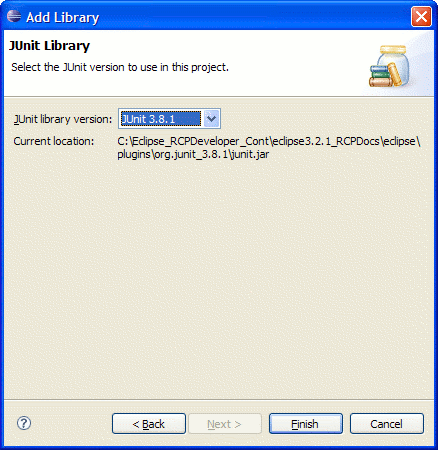 Add Library
JUnit Library
Select the JUnit version to use in this project.
JUnit library version: JUnit 3.8.1
Current location: C:\Eclipse_RCPDeveloper_Cont\eclipse3.2.1_RCPDocs\eclipse\
plugins\org.junit_3.8.1\junit.jar
? < Back Next > Finish Cancel